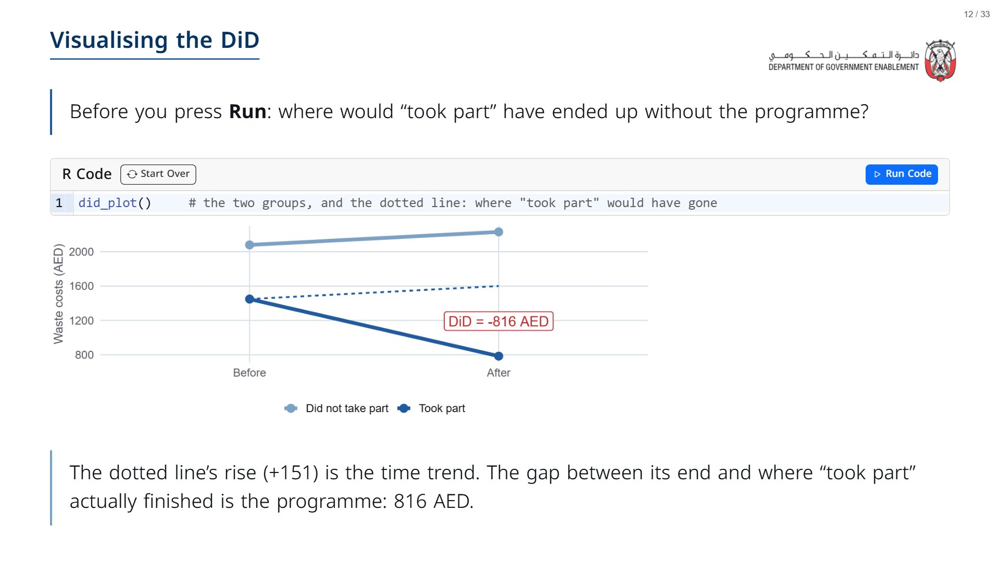 12 / 33
Visualising the DiD
دائرة التمكين الحكومي
DEPARTMENT OF GOVERNMENT ENABLEMENT
Before you press Run: where would “took part” have ended up without the programme?
R Code Start Over Run Code
1 did_plot() # the two groups, and the dotted line: where "took part" would have gone
Waste costs (AED)
2000
1600
1200
800
DiD = -816 AED
Before After
Did not take part Took part
The dotted line’s rise (+151) is the time trend. The gap between its end and where “took part”
actually finished is the programme: 816 AED.